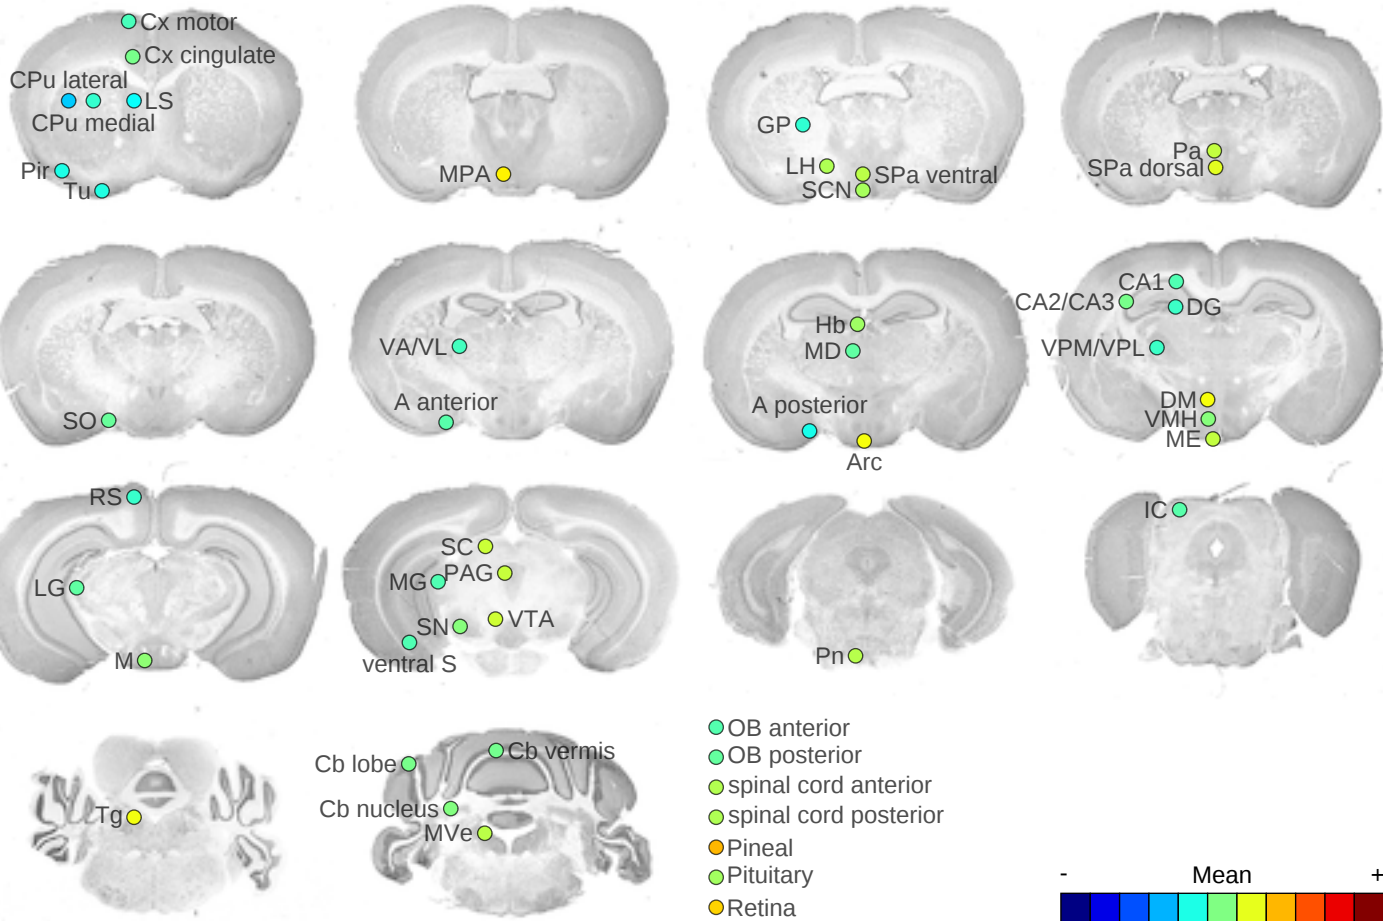 Cx motor
Cx cingulate
CPu lateral
LS
CPu medial
Pir
Tu
MPA
GP
LH
SPa ventral
SCN
Pa
SPa dorsal
SO
VA/VL
A anterior
Hb
MD
A posterior
Arc
CA1
CA2/CA3
DG
VPM/VPL
DM
VMH
ME
RS
LG
M
SC
PAG
MG
VTA
SN
ventral S
Pn
IC
Tg
Cb vermis
Cb lobe
Cb nucleus
MVe
OB anterior
OB posterior
spinal cord anterior
spinal cord posterior
Pineal
Pituitary
Retina
- Mean +